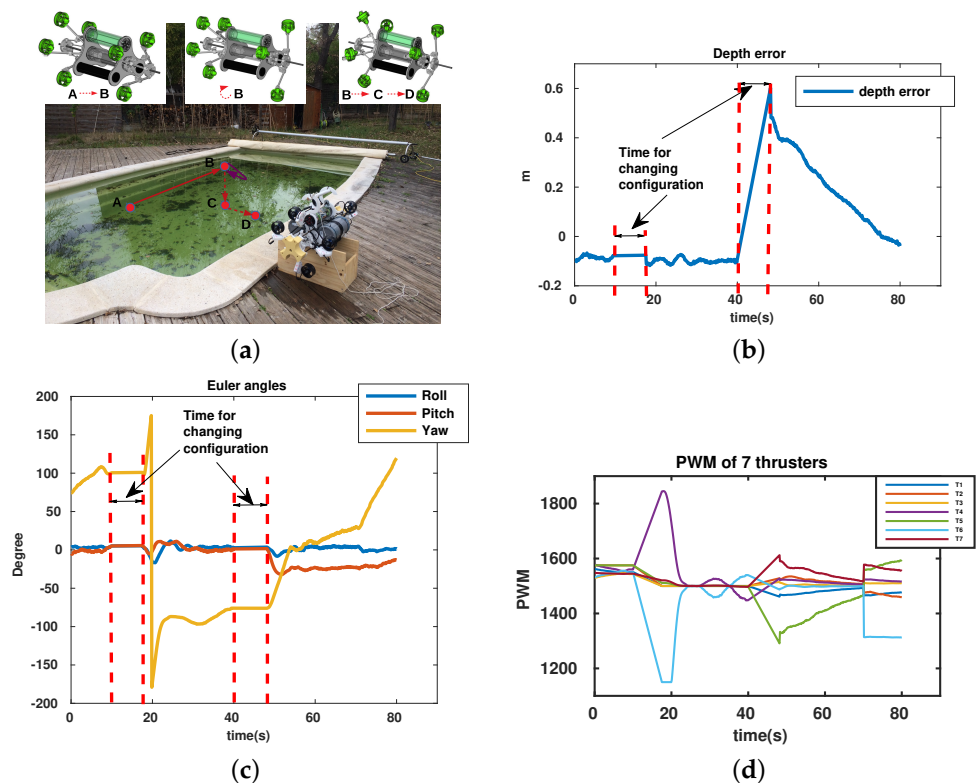 A B
B
B C D
B
A
C
D
(a)
Depth error
0.6
0.4
0.2
0
-0.2
m
depth error
Time for
changing
configuration
0 20 40 60 80
time(s)
(b)
Euler angles
200
150
100
50
0
-50
-100
-150
-200
Degree
Roll
Pitch
Yaw
Time for
changing
configuration
0 20 40 60 80
time(s)
(c)
PWM of 7 thrusters
1800
1600
1400
1200
PWM
T1
T2
T3
T4
T5
T6
T7
0 20 40 60 80
time(s)
(d)